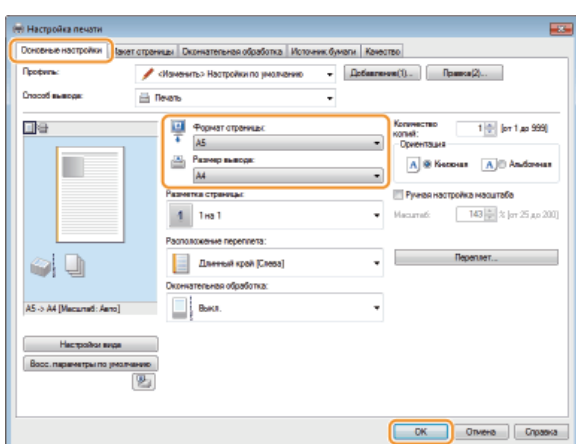 Настройка печати
Основные настройки Макет страницы Окончательная обработка Источник бумаги Качество
Профиль: <Изменить> Настройки по умолчанию Добавление(1)... Правка(2)...
Способ вывода: Печать
Формат страницы:
A5
Размер вывода:
A4
Количество копий: 1 [от 1 до 999]
Ориентация
A Книжная A Альбомная
Разметка страницы:
1 1 на 1
Ручная настройка масштаба
Масштаб: 143 % [от 25 до 200]
Расположение переплета:
Длинный край [Слева]
Переплет...
Окончательная обработка:
Выкл.
A5 -> A4 [Масштаб: Авто]
Настройки вида
Восс. параметры по умолчанию
OK Отмена Справка